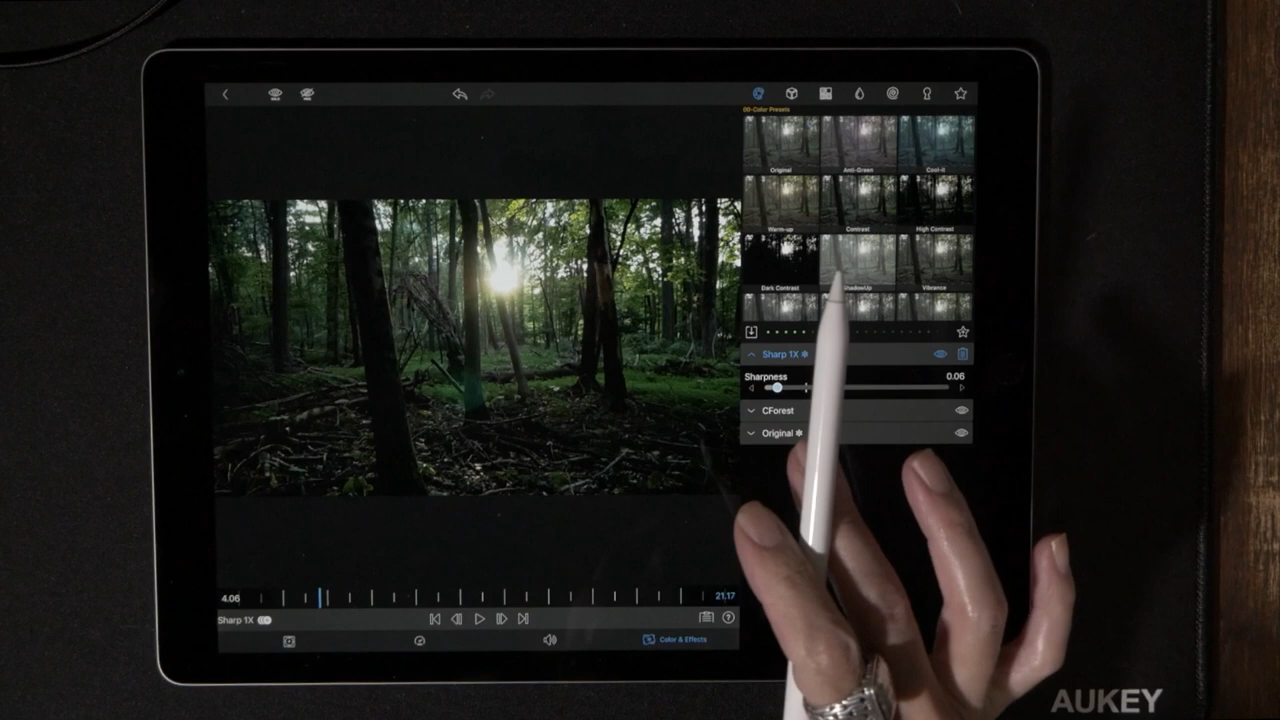 00-Color Presets
Original
Anti-Green
Cool-it
Warm-up
Contrast
High Contrast
Dark Contrast
ShadowUp
Vibrance
Sharp 1X ✻
Sharpness
0.06
CForest
Original ✻
4.06
21.17
Sharp 1X
?
Color & Effects
AUKEY